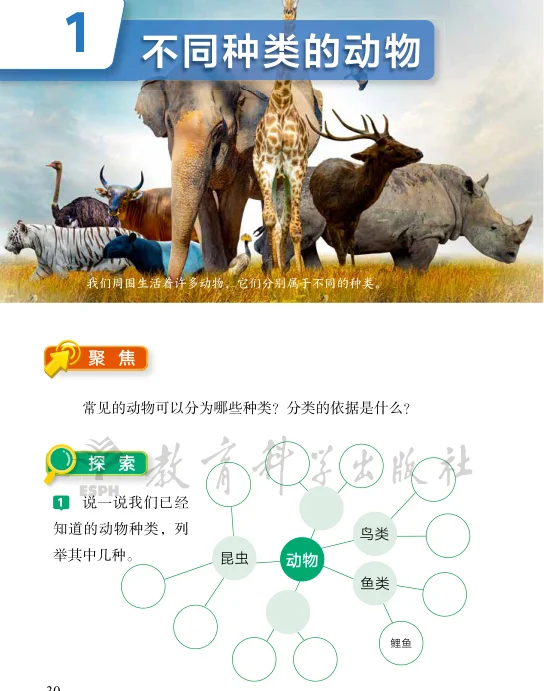 1
不同种类的动物
我们周围生活着许多动物，它们分别属于不同的种类。
聚焦
常见的动物可以分为哪些种类？分类的依据是什么？
探索
ESPH 教育科学出版社
1 说一说我们已经
知道的动物种类，列
举其中几种。
昆虫
动物
鸟类
鱼类
鲤鱼